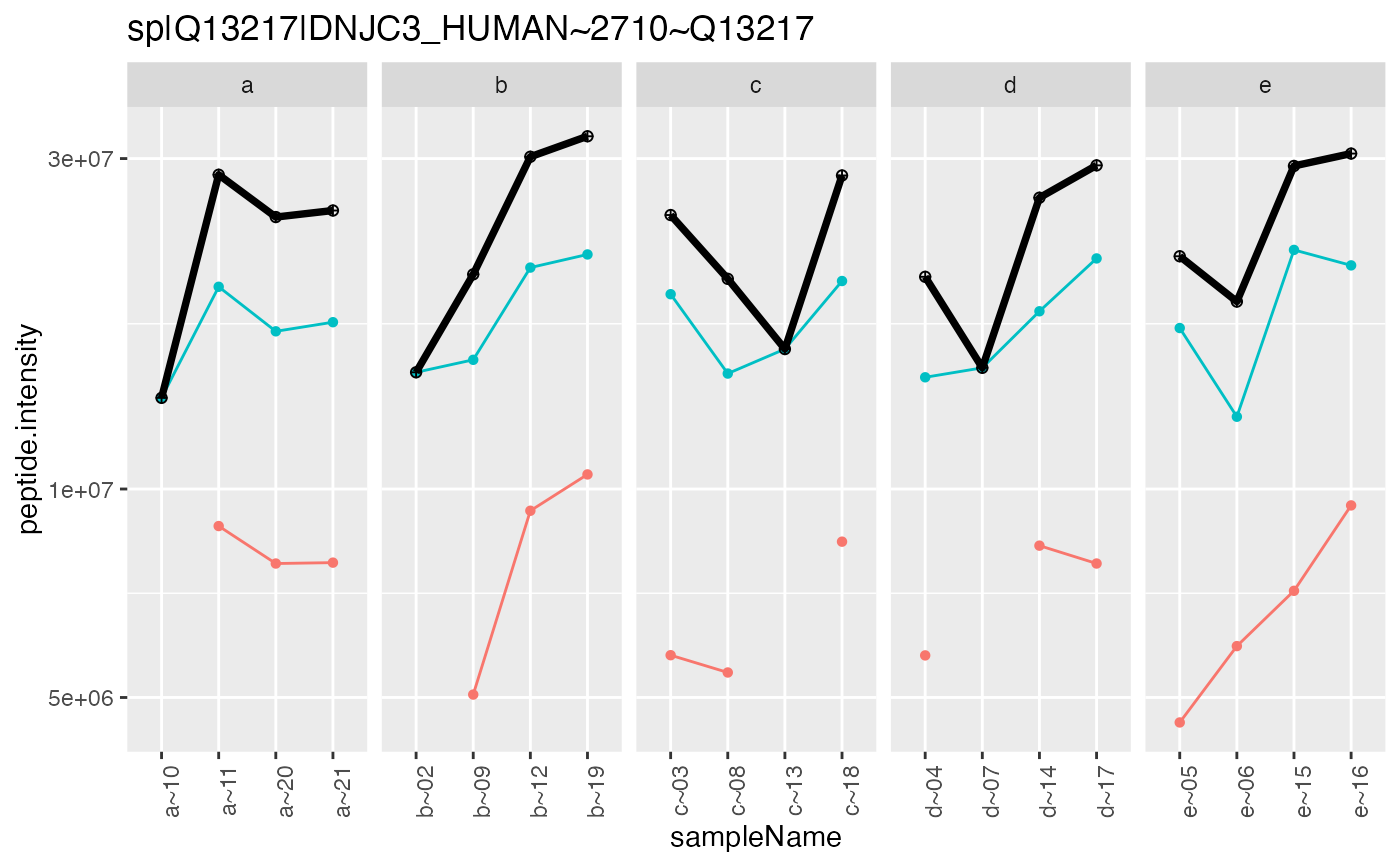 sp|Q13217|DNJC3_HUMAN~2710~Q13217
a b c d e
peptide.intensity
3e+07
1e+07
5e+06
a~10 a~11 a~20 a~21 b~02 b~09 b~12 b~19 c~03 c~08 c~13 c~18 d~04 d~07 d~14 d~17 e~05 e~06 e~15 e~16
sampleName